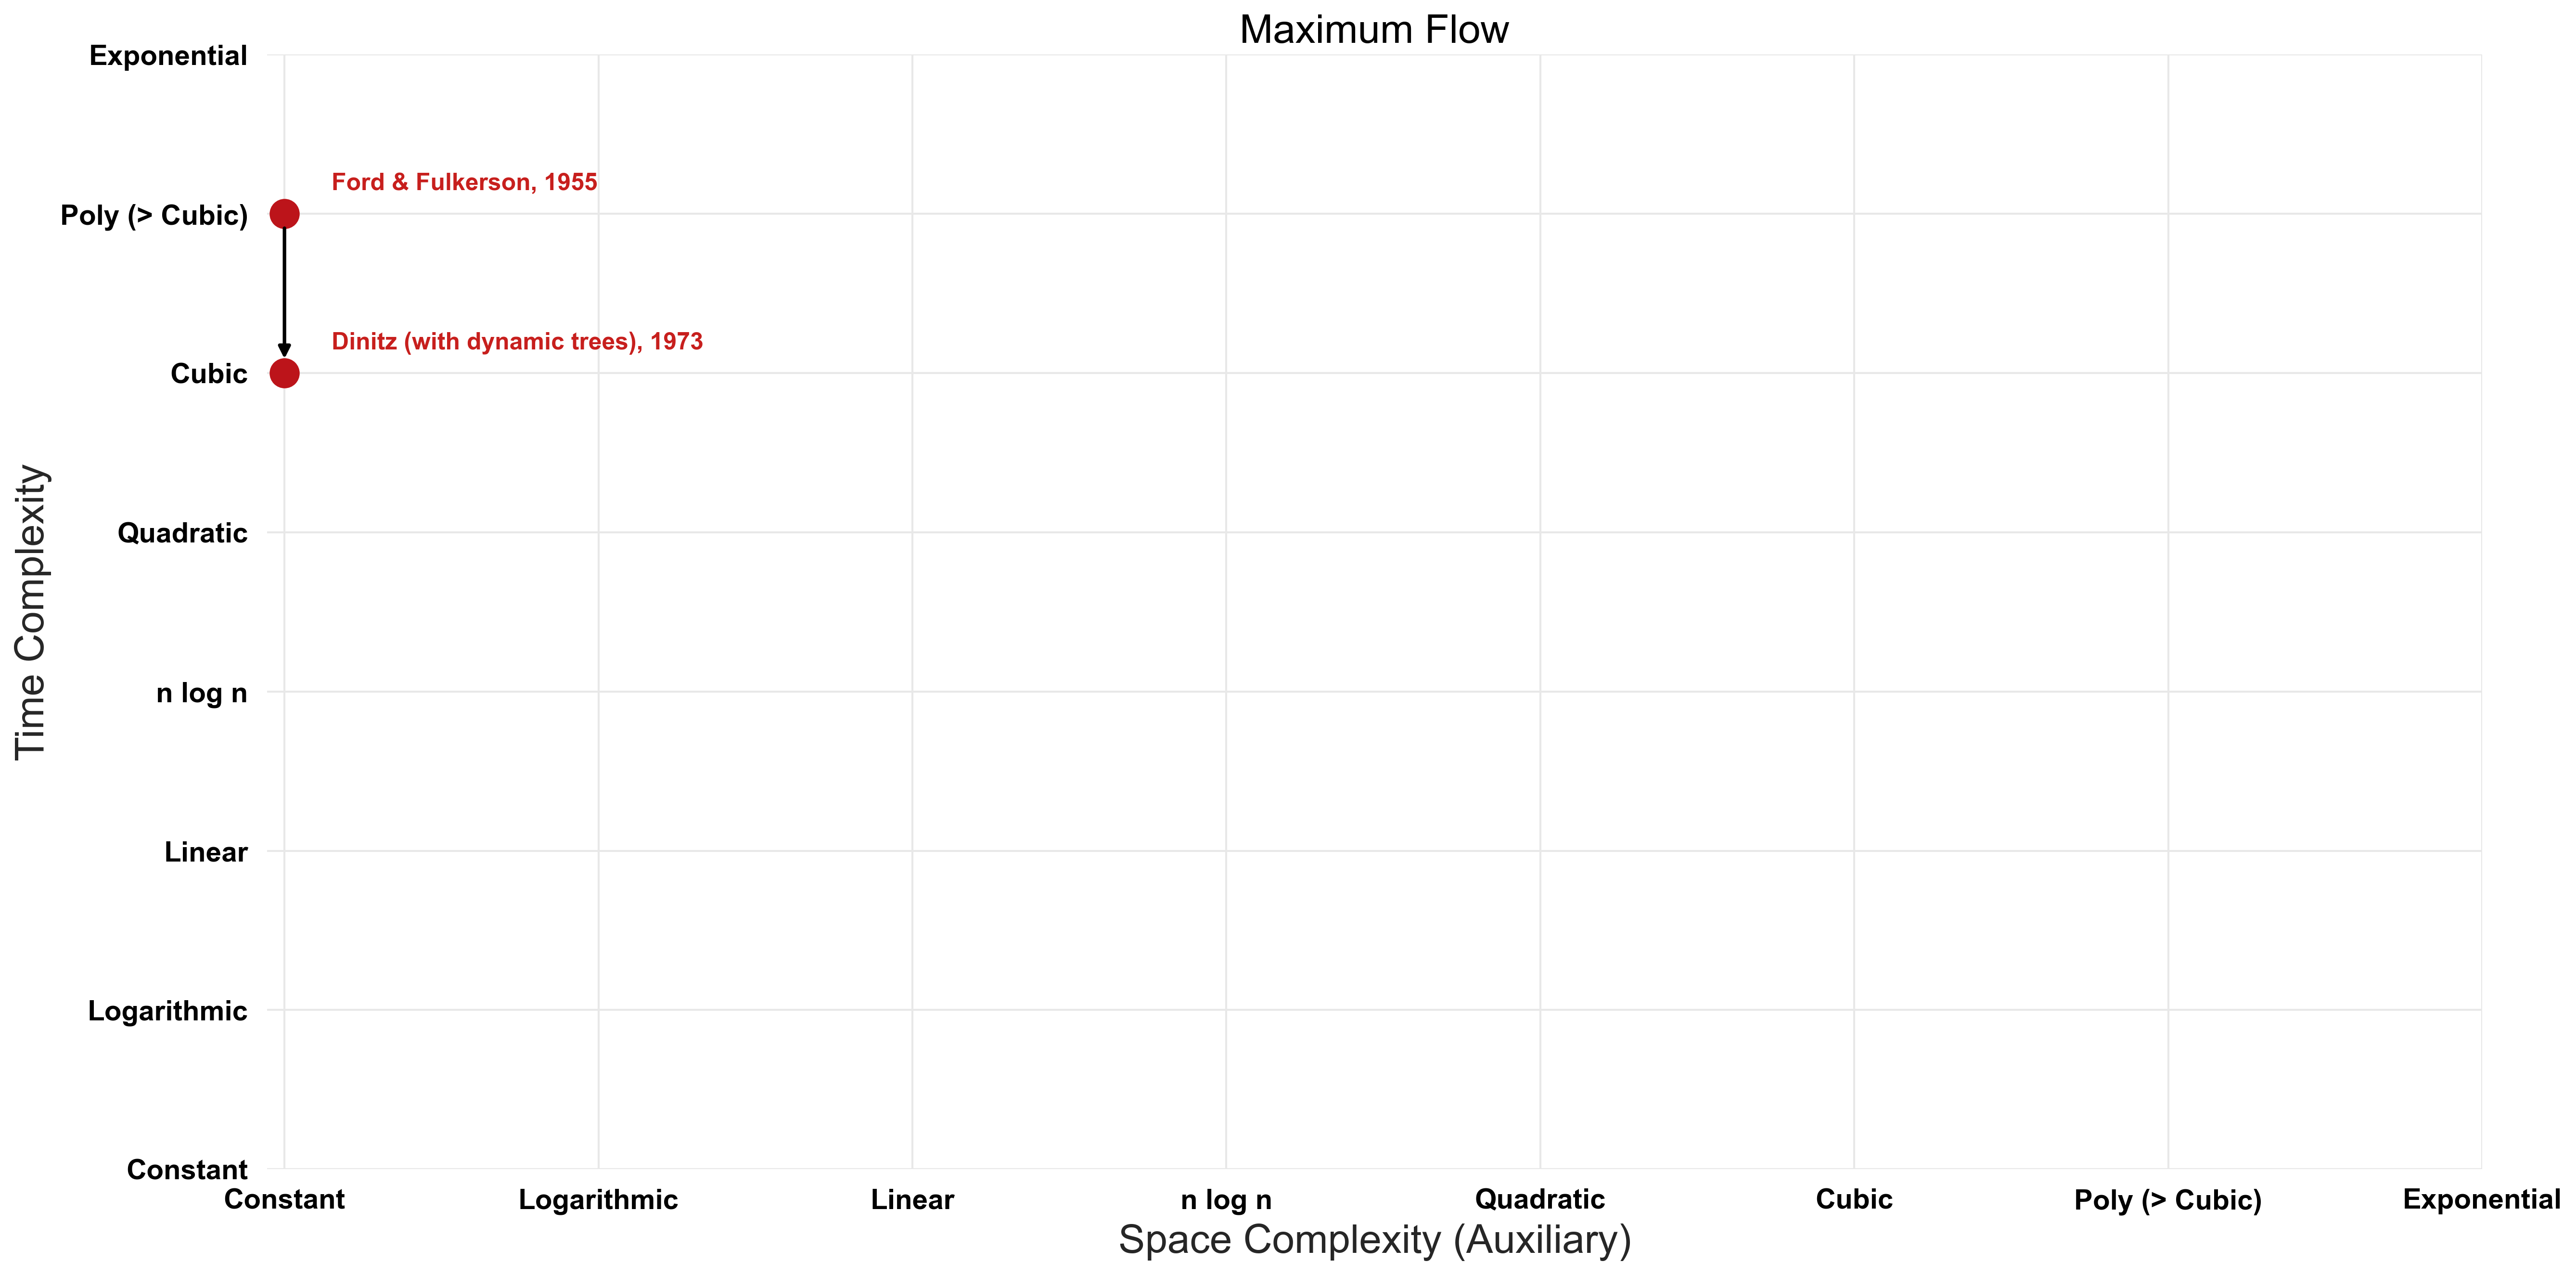 Maximum Flow
Exponential
Ford & Fulkerson, 1955
Poly (> Cubic)
Dinitz (with dynamic trees), 1973
Cubic
Quadratic
Time Complexity
n log n
Linear
Logarithmic
Constant
Constant Logarithmic Linear n log n Quadratic Cubic Poly (> Cubic) Exponential
Space Complexity (Auxiliary)